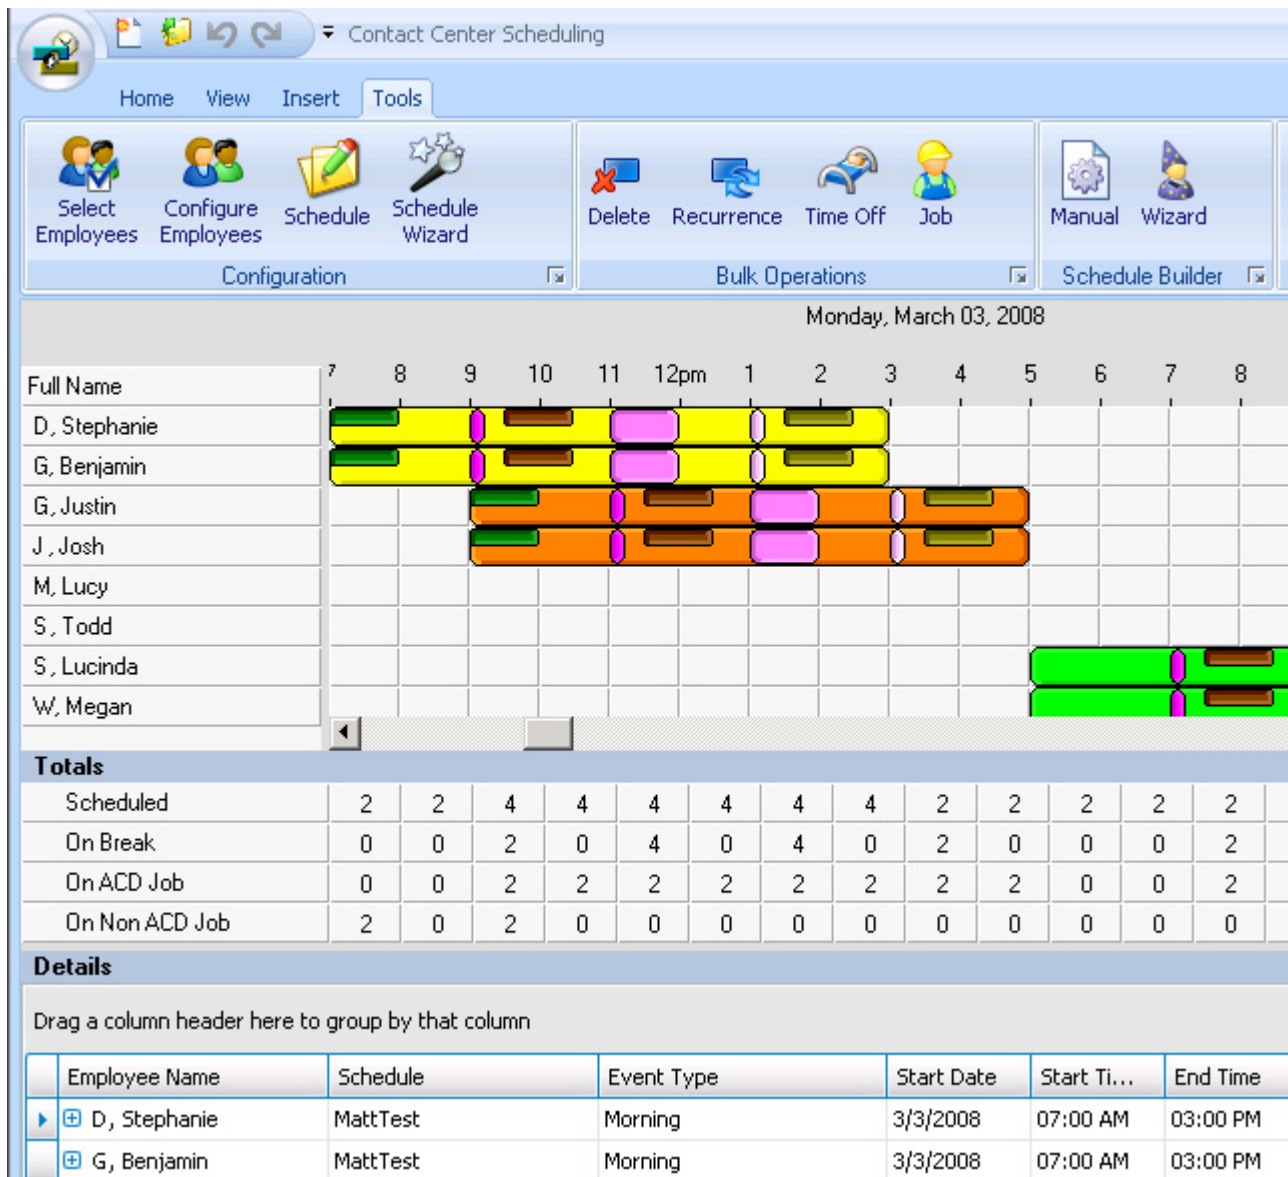 Contact Center Scheduling
Home View Insert Tools
Select Employees Configure Employees Schedule Schedule Wizard Delete Recurrence Time Off Job Manual Wizard
Configuration Bulk Operations Schedule Builder
Monday, March 03, 2008
Full Name 7 8 9 10 11 12pm 1 2 3 4 5 6 7 8
D, Stephanie
G, Benjamin
G, Justin
J , Josh
M, Lucy
S , Todd
S , Lucinda
W, Megan
Totals
Scheduled 2 2 4 4 4 4 4 4 2 2 2 2 2
On Break 0 0 2 0 4 0 4 0 2 0 0 0 2
On ACD Job 0 0 2 2 2 2 2 2 2 2 0 0 2
On Non ACD Job 2 0 2 0 0 0 0 0 0 0 0 0 0
Details
Drag a column header here to group by that column
Employee Name Schedule Event Type Start Date Start Ti... End Time
D, Stephanie MattTest Morning 3/3/2008 07:00 AM 03:00 PM
G, Benjamin MattTest Morning 3/3/2008 07:00 AM 03:00 PM